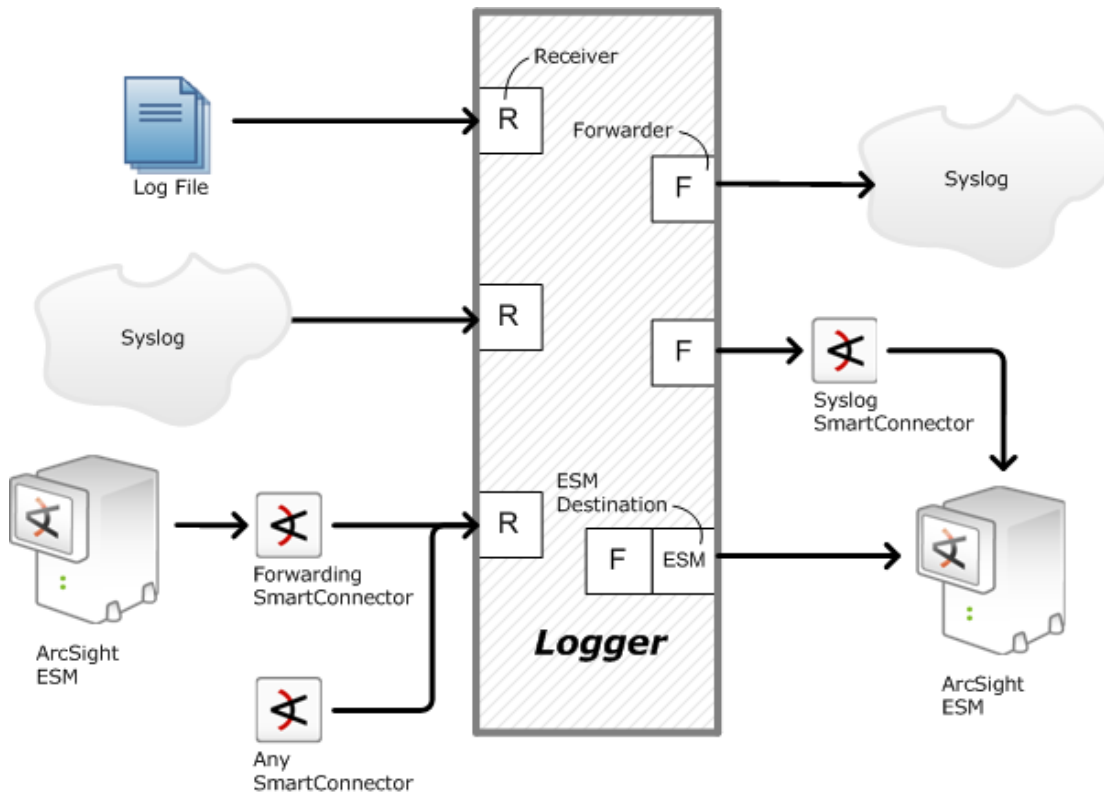 Receiver
R
Log File
Forwarder
F
Syslog
Syslog
R
F
Syslog
SmartConnector
ArcSight
ESM
Forwarding
SmartConnector
R
ESM
Destination
F
ESM
Logger
ArcSight
ESM
Any
SmartConnector